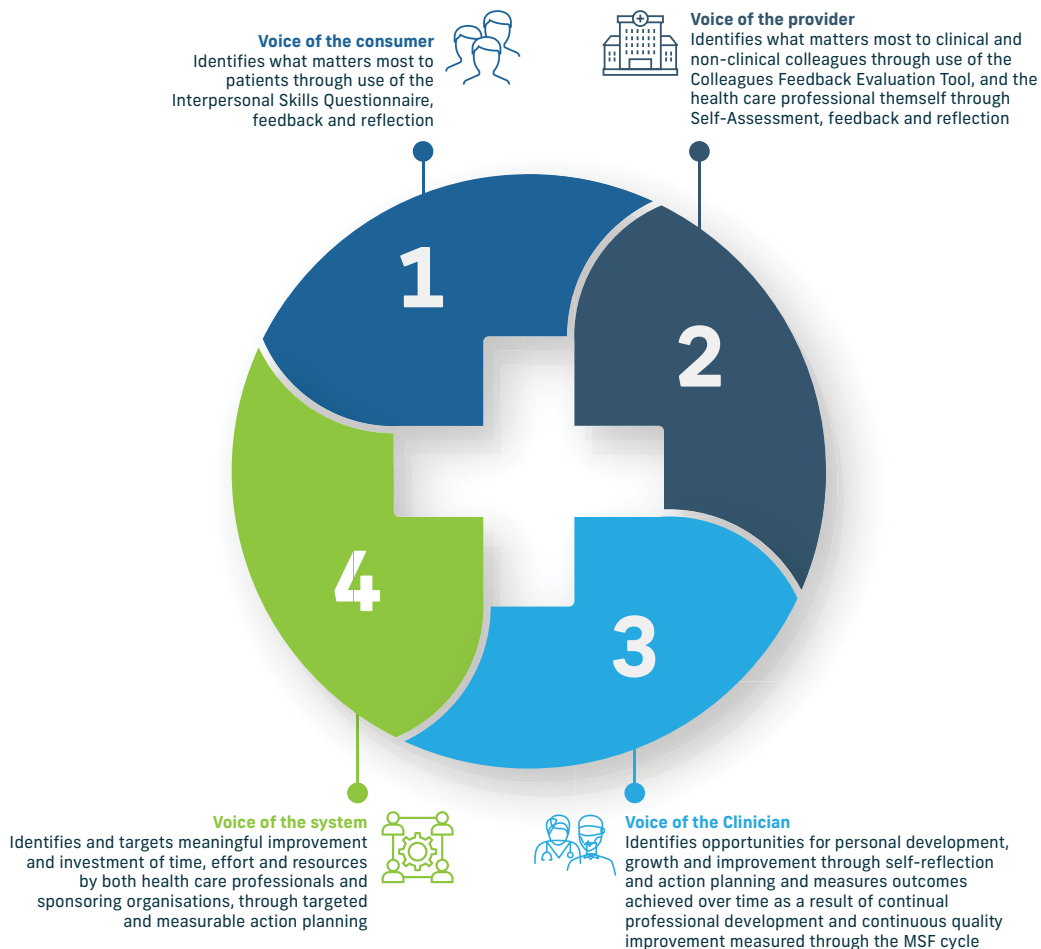 Voice of the consumer
Identifies what matters most to
patients through use of the
Interpersonal Skills Questionnaire,
feedback and reflection
Voice of the provider
Identifies what matters most to clinical and
non-clinical colleagues through use of the
Colleagues Feedback Evaluation Tool, and the
health care professional themself through
Self-Assessment, feedback and reflection
1
2
3
4
Voice of the system
Identifies and targets meaningful improvement
and investment of time, effort and resources
by both health care professionals and
sponsoring organisations, through targeted
and measurable action planning
Voice of the Clinician
Identifies opportunities for personal development,
growth and improvement through self-reflection
and action planning and measures outcomes
achieved over time as a result of continual
professional development and continuous quality
improvement measured through the MSF cycle